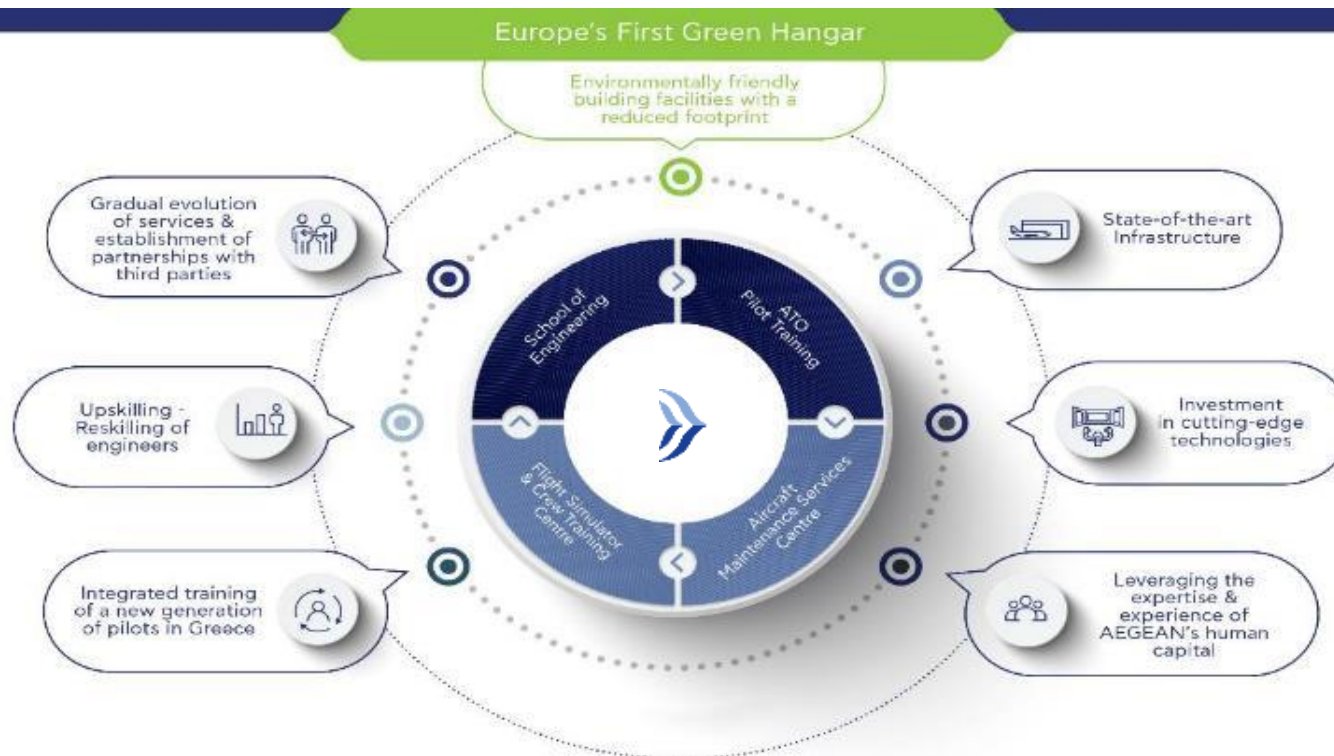 Europe's First Green Hangar
Environmentally friendly
building facilities with a
reduced footprint
Gradual evolution
of services &
establishment of
partnerships with
third parties
State-of-the-art
Infrastructure
School of
Engineering
ATO
Pilot Training
Upskilling -
Reskilling of
engineers
Investment
in cutting-edge
technologies
Flight Simulator
& Crew Training
Centre
Aircraft
Maintenance Services
Centre
Integrated training
of a new generation
of pilots in Greece
Leveraging the
expertise &
experience of
AEGEAN's human
capital